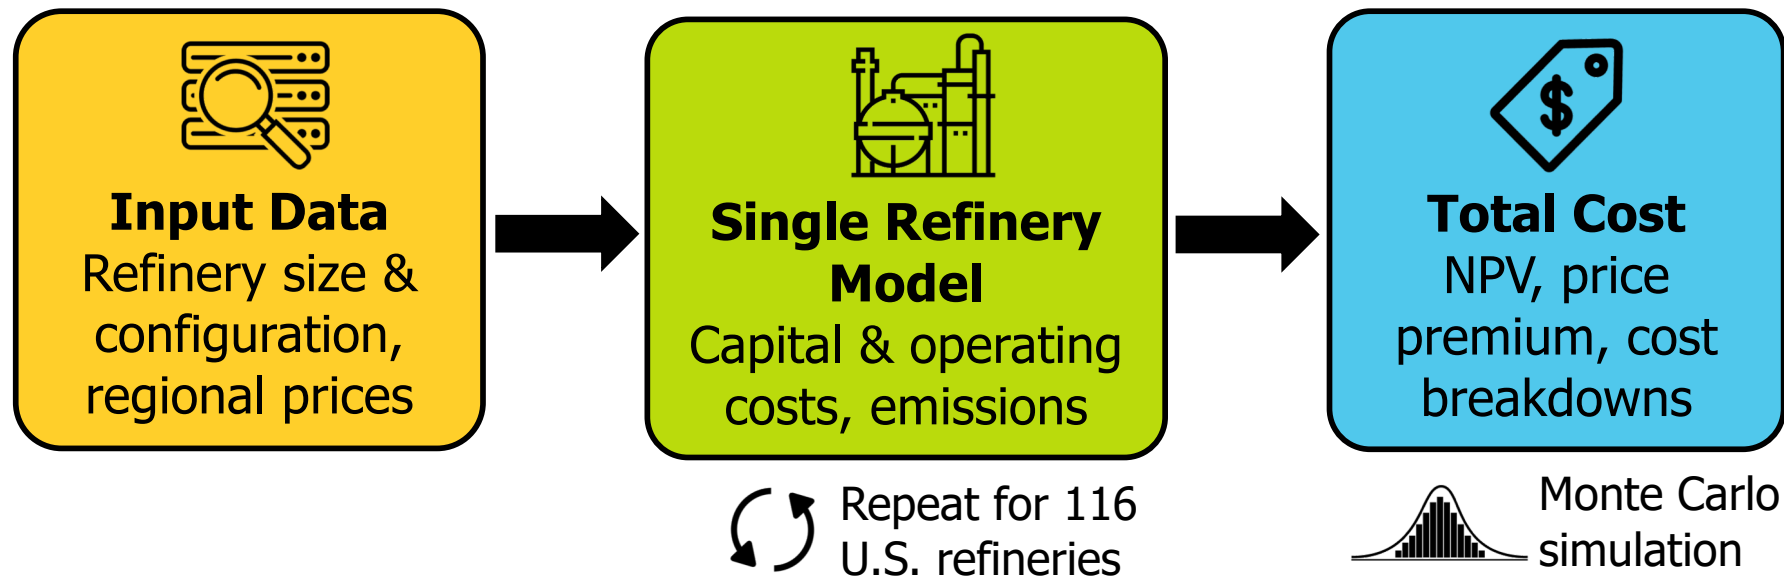 Input Data
Refinery size &
configuration,
regional prices
Single Refinery
Model
Capital & operating
costs, emissions
Repeat for 116
U.S. refineries
$
Total Cost
NPV, price
premium, cost
breakdowns
Monte Carlo
simulation